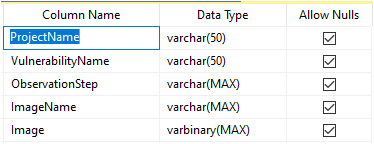 Column Name Data Type Allow Nulls
ProjectName varchar(50)
VulnerabilityName varchar(50)
ObservationStep varchar(MAX)
ImageName varchar(MAX)
Image varbinary(MAX)